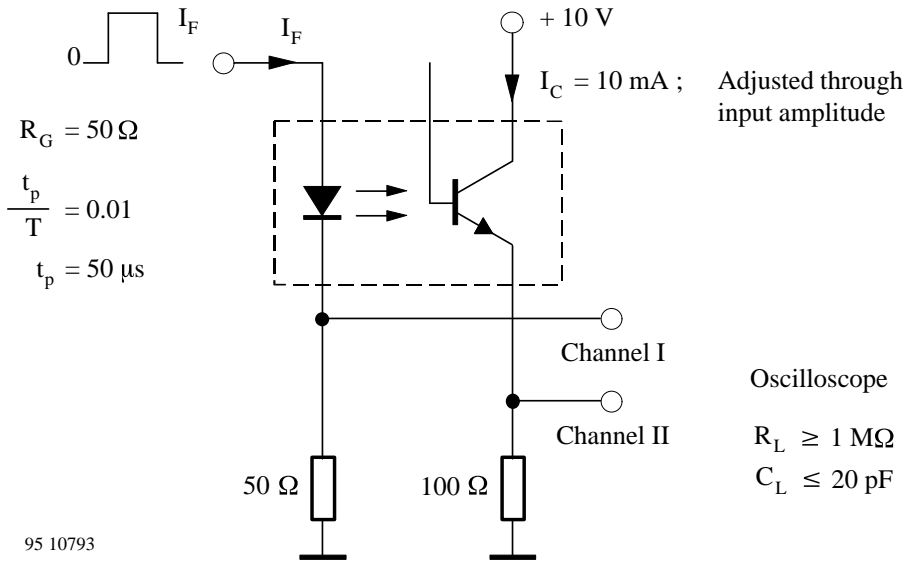 I_F
0
I_F
+ 10 V
I_C = 10 mA ; Adjusted through
input amplitude
R_G = 50 Ω
t_p
T
= 0.01
t_p = 50 μs
Channel I
Channel II
Oscilloscope
R_L ≥ 1 MΩ
C_L ≤ 20 pF
50 Ω
100 Ω
95 10793